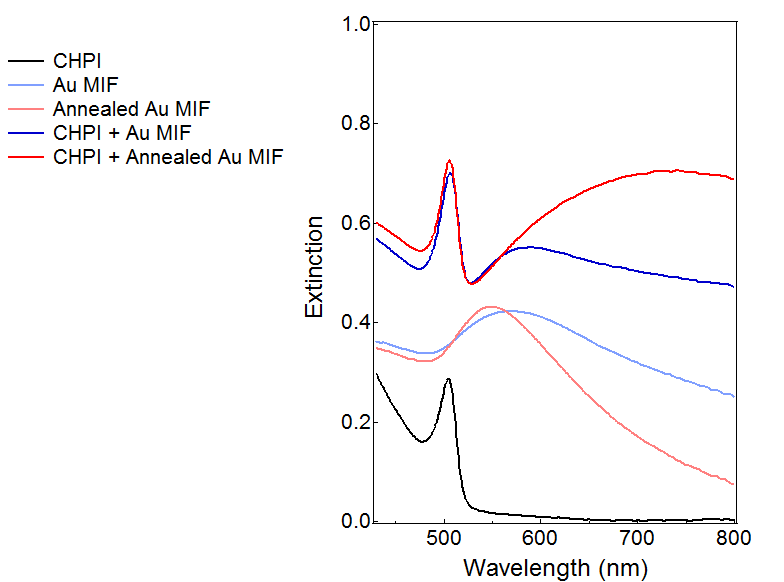 CHPI
Au MIF
Annealed Au MIF
CHPI + Au MIF
CHPI + Annealed Au MIF
1.0
0.8
0.6
0.4
0.2
0.0
Extinction
500 600 700 800
Wavelength (nm)